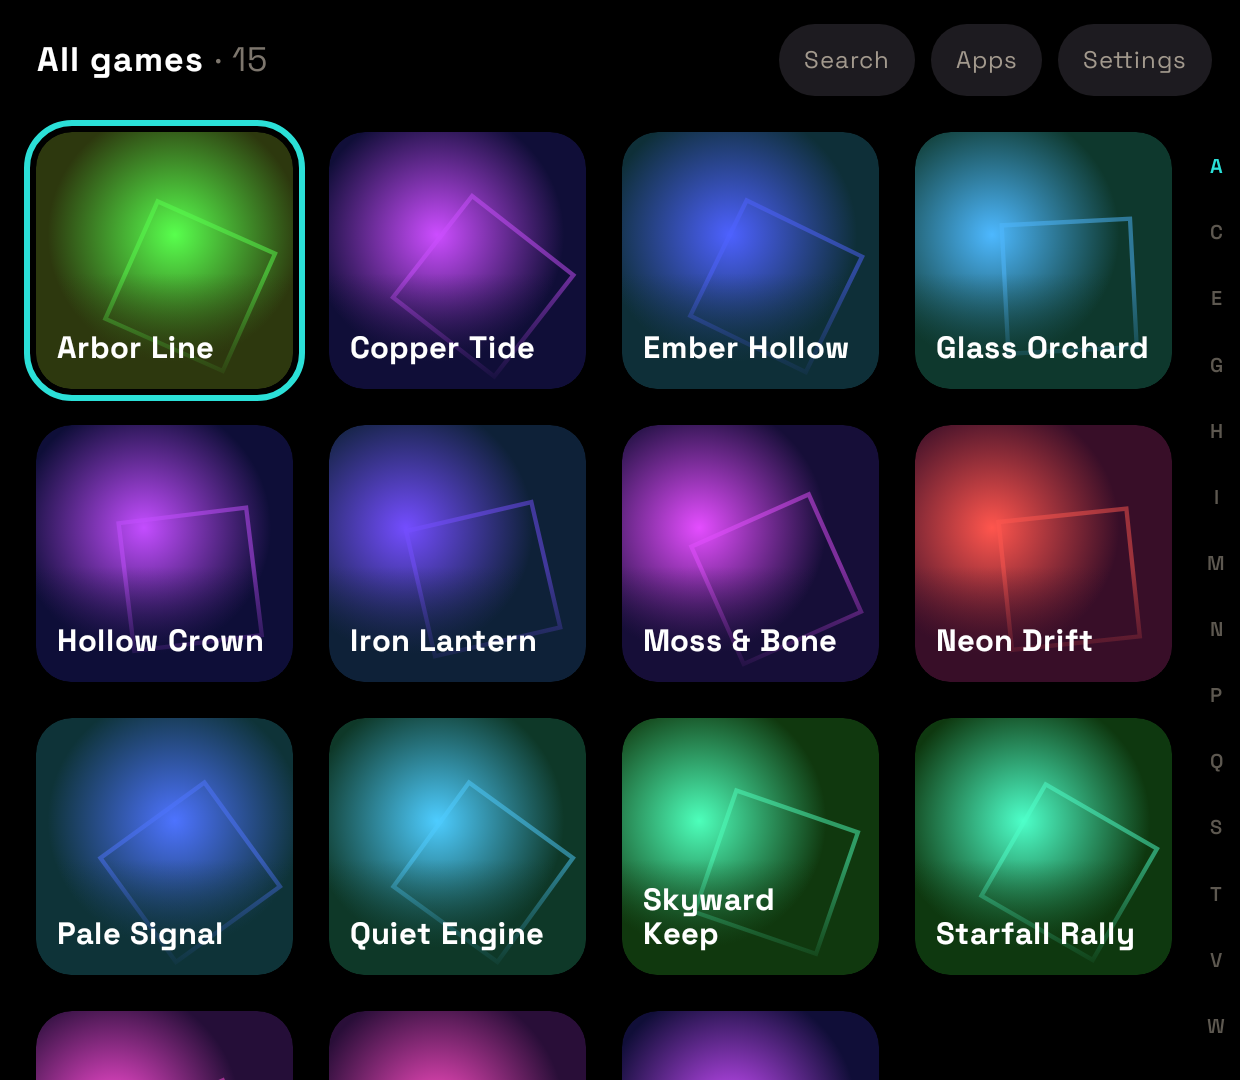 All games · 15
Search
Apps
Settings
Arbor Line
Copper Tide
Ember Hollow
Glass Orchard
Hollow Crown
Iron Lantern
Moss & Bone
Neon Drift
Pale Signal
Quiet Engine
Skyward
Keep
Starfall Rally
A
C
E
G
H
I
M
N
P
Q
S
T
V
W